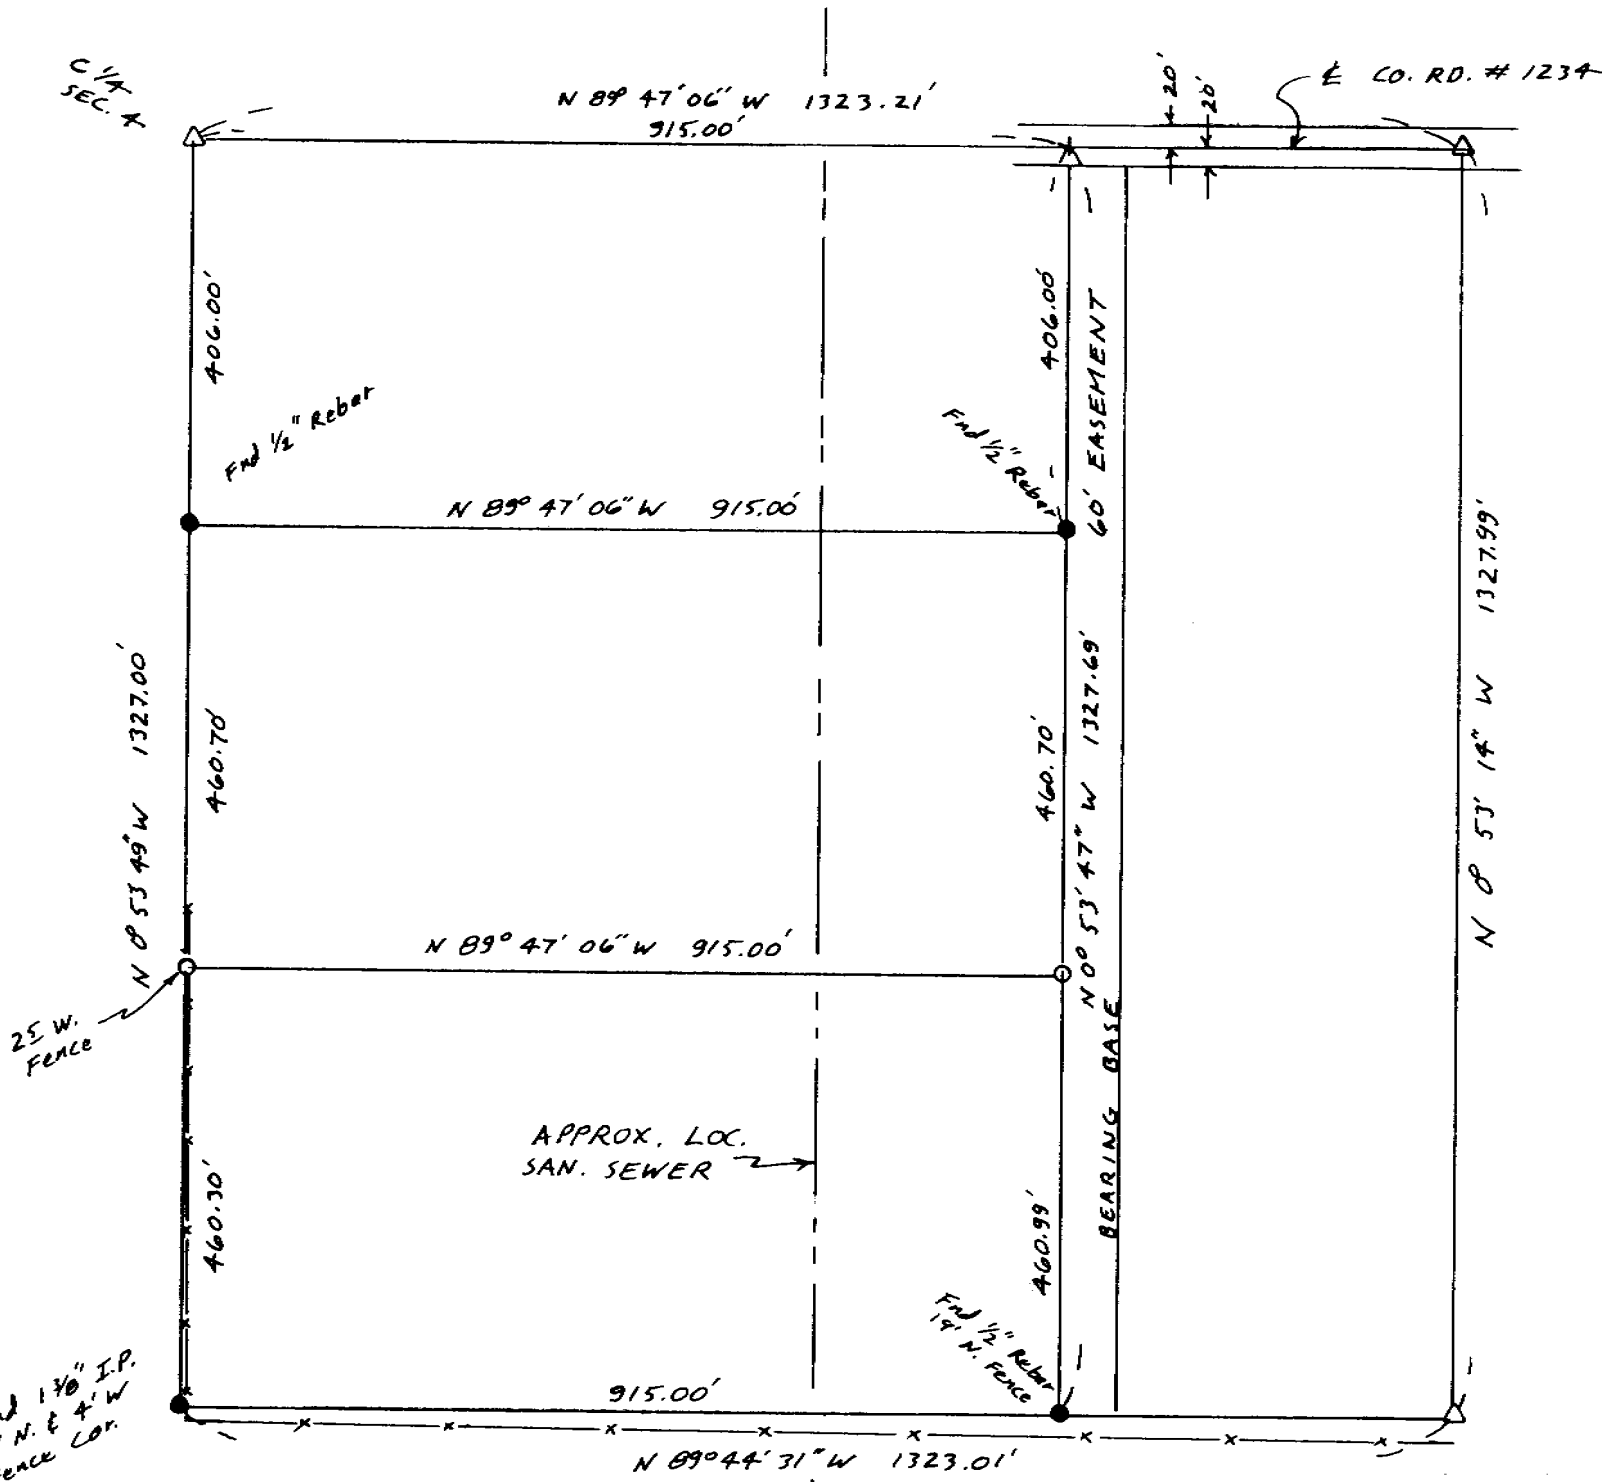 C 1/4
SEC. A
N 89° 47' 06" W 1323.21'
915.00'
20'
20'
℄ CO. RD. # 1234
406.00'
406.00'
Fnd 1/2" Rebar
Fnd 1/2" Rebar
60' EASEMENT
N 89° 47' 06" W 915.00'
N 0° 53' 49" W 1327.00'
460.70'
460.70'
N 0° 53' 47" W 1327.69'
N 0° 53' 14" W 1327.99'
N 89° 47' 06" W 915.00'
W.
Fence
BEARING BASE
APPROX. LOC.
SAN. SEWER
460.30'
460.99'
Fnd 1/2" Rebar
19' N. Fence
1 3/8" I.P.
N. & 4' W
Cor.
915.00'
N 89° 44' 31" W 1323.01'